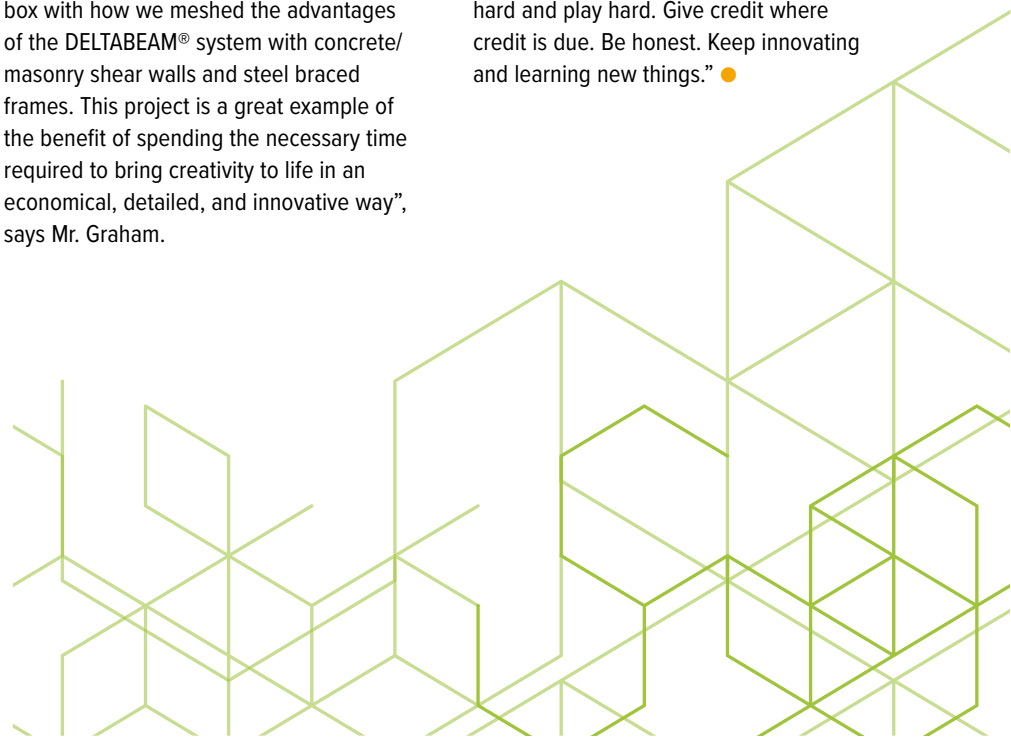 box with how we meshed the advantages
of the DELTABEAM® system with concrete/
masonry shear walls and steel braced
frames. This project is a great example of
the benefit of spending the necessary time
required to bring creativity to life in an
economical, detailed, and innovative way”,
says Mr. Graham.
hard and play hard. Give credit where
credit is due. Be honest. Keep innovating
and learning new things.”